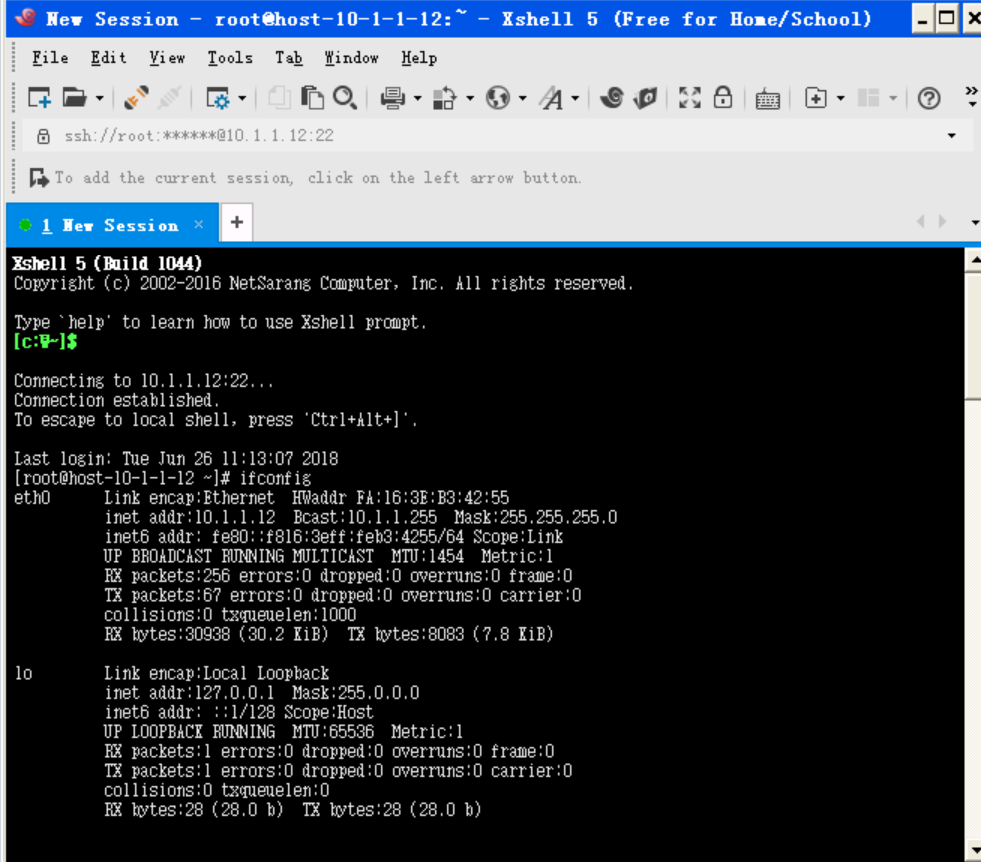 New Session - root@host-10-1-1-12:~ - Xshell 5 (Free for Home/School)
File Edit View Tools Tab Window Help
ssh://root:******@10.1.1.12:22
To add the current session, click on the left arrow button.
1 New Session × +
Xshell 5 (Build 1044)
Copyright (c) 2002-2016 NetSarang Computer, Inc. All rights reserved.
Type `help' to learn how to use Xshell prompt.
[c:₩~]$
Connecting to 10.1.1.12:22...
Connection established.
To escape to local shell, press 'Ctrl+Alt+]'.
Last login: Tue Jun 26 11:13:07 2018
[root@host-10-1-1-12 ~]# ifconfig
eth0 Link encap:Ethernet HWaddr FA:16:3E:B3:42:55
inet addr:10.1.1.12 Bcast:10.1.1.255 Mask:255.255.255.0
inet6 addr: fe80::f816:3eff:feb3:4255/64 Scope:Link
UP BROADCAST RUNNING MULTICAST MTU:1454 Metric:1
RX packets:256 errors:0 dropped:0 overruns:0 frame:0
TX packets:67 errors:0 dropped:0 overruns:0 carrier:0
collisions:0 txqueuelen:1000
RX bytes:30938 (30.2 KiB) TX bytes:8083 (7.8 KiB)
lo Link encap:Local Loopback
inet addr:127.0.0.1 Mask:255.0.0.0
inet6 addr: ::1/128 Scope:Host
UP LOOPBACK RUNNING MTU:65536 Metric:1
RX packets:1 errors:0 dropped:0 overruns:0 frame:0
TX packets:1 errors:0 dropped:0 overruns:0 carrier:0
collisions:0 txqueuelen:0
RX bytes:28 (28.0 b) TX bytes:28 (28.0 b)